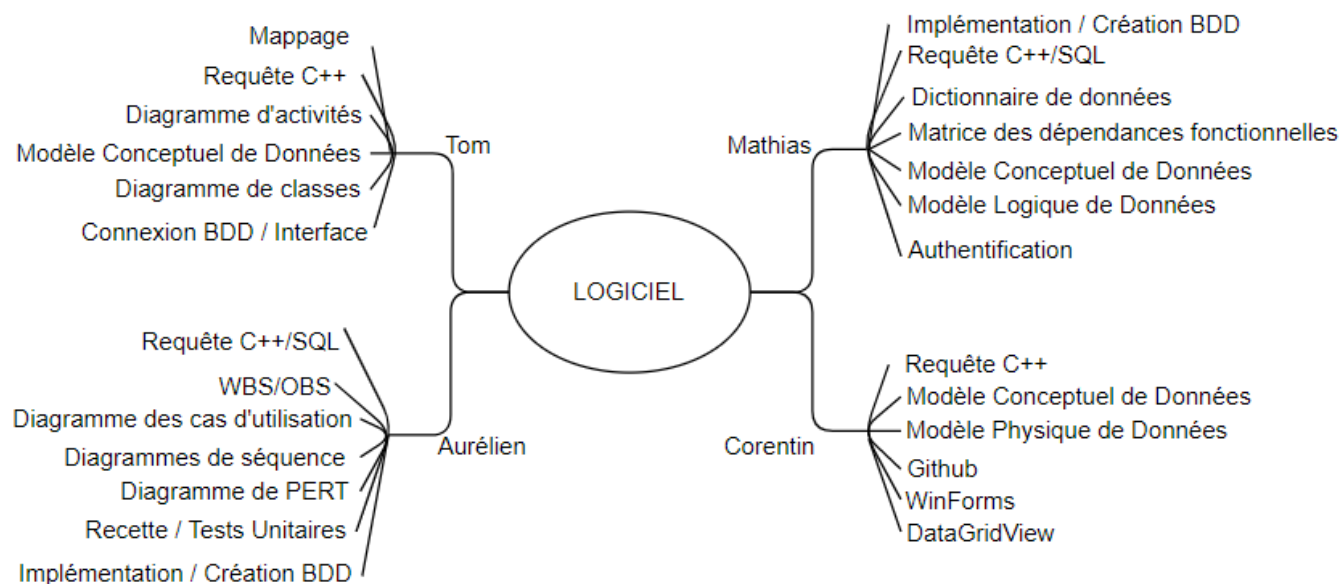 Mappage
Requête C++
Diagramme d'activités
Modèle Conceptuel de Données
Diagramme de classes
Connexion BDD / Interface
Tom
Implémentation / Création BDD
Requête C++/SQL
Dictionnaire de données
Matrice des dépendances fonctionnelles
Modèle Conceptuel de Données
Modèle Logique de Données
Authentification
Mathias
LOGICIEL
Requête C++/SQL
WBS/OBS
Diagramme des cas d'utilisation
Diagrammes de séquence
Diagramme de PERT
Recette / Tests Unitaires
Implémentation / Création BDD
Aurélien
Requête C++
Modèle Conceptuel de Données
Modèle Physique de Données
Github
WinForms
DataGridView
Corentin